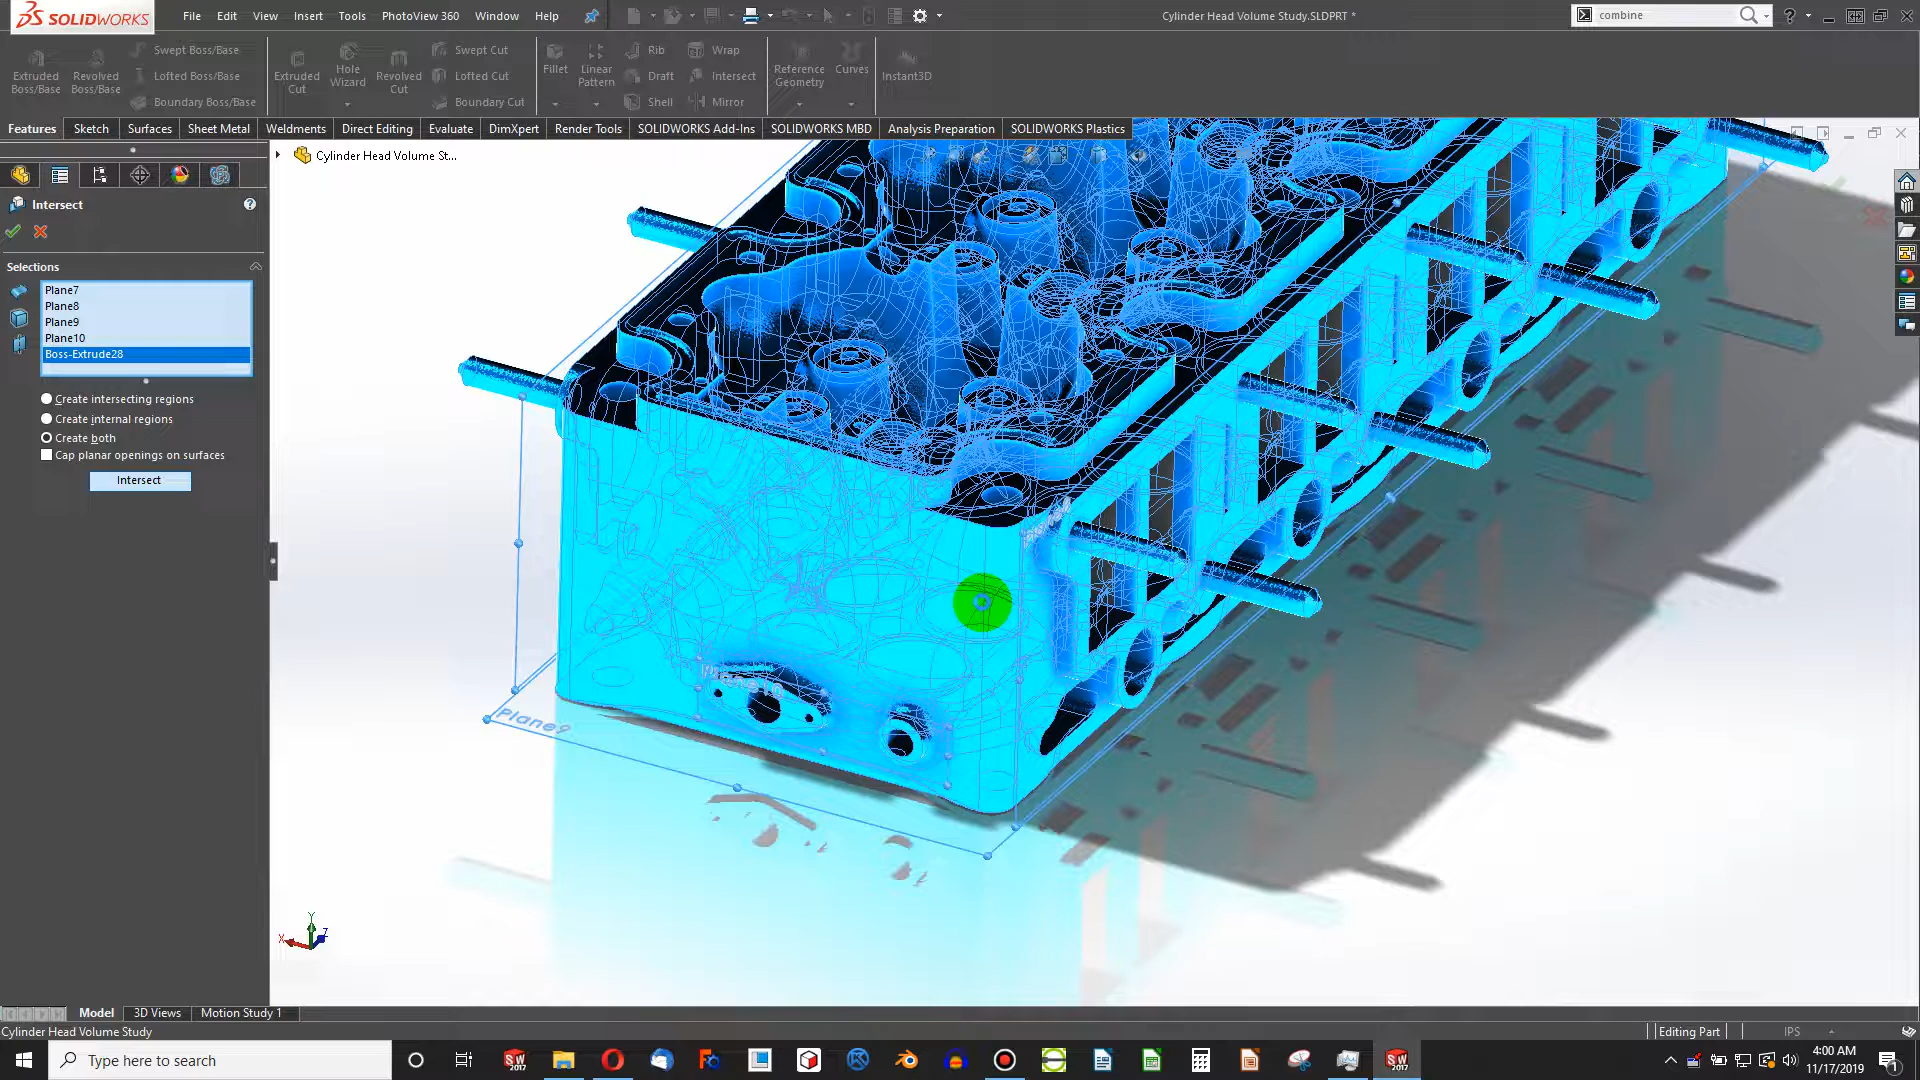 SOLIDWORKS
File Edit View Insert Tools PhotoView 360 Window Help
Cylinder Head Volume Study.SLDPRT *
combine
Extruded Boss/Base
Revolved Boss/Base
Swept Boss/Base
Lofted Boss/Base
Boundary Boss/Base
Extruded Cut
Hole Wizard
Revolved Cut
Swept Cut
Lofted Cut
Boundary Cut
Fillet
Linear Pattern
Rib
Draft
Shell
Wrap
Intersect
Mirror
Reference Geometry
Curves
Instant3D
Features Sketch Surfaces Sheet Metal Weldments Direct Editing Evaluate DimXpert Render Tools SOLIDWORKS Add-Ins SOLIDWORKS MBD Analysis Preparation SOLIDWORKS Plastics
Cylinder Head Volume St...
Intersect
Selections
Plane7
Plane8
Plane9
Plane10
Boss-Extrude28
Create intersecting regions
Create internal regions
Create both
Cap planar openings on surfaces
Intersect
Plane10
Plane9
Y
X
Z
Model 3D Views Motion Study 1
Cylinder Head Volume Study
Editing Part
IPS
Type here to search
SW 2017
SW 2017
4:00 AM
11/17/2019
1